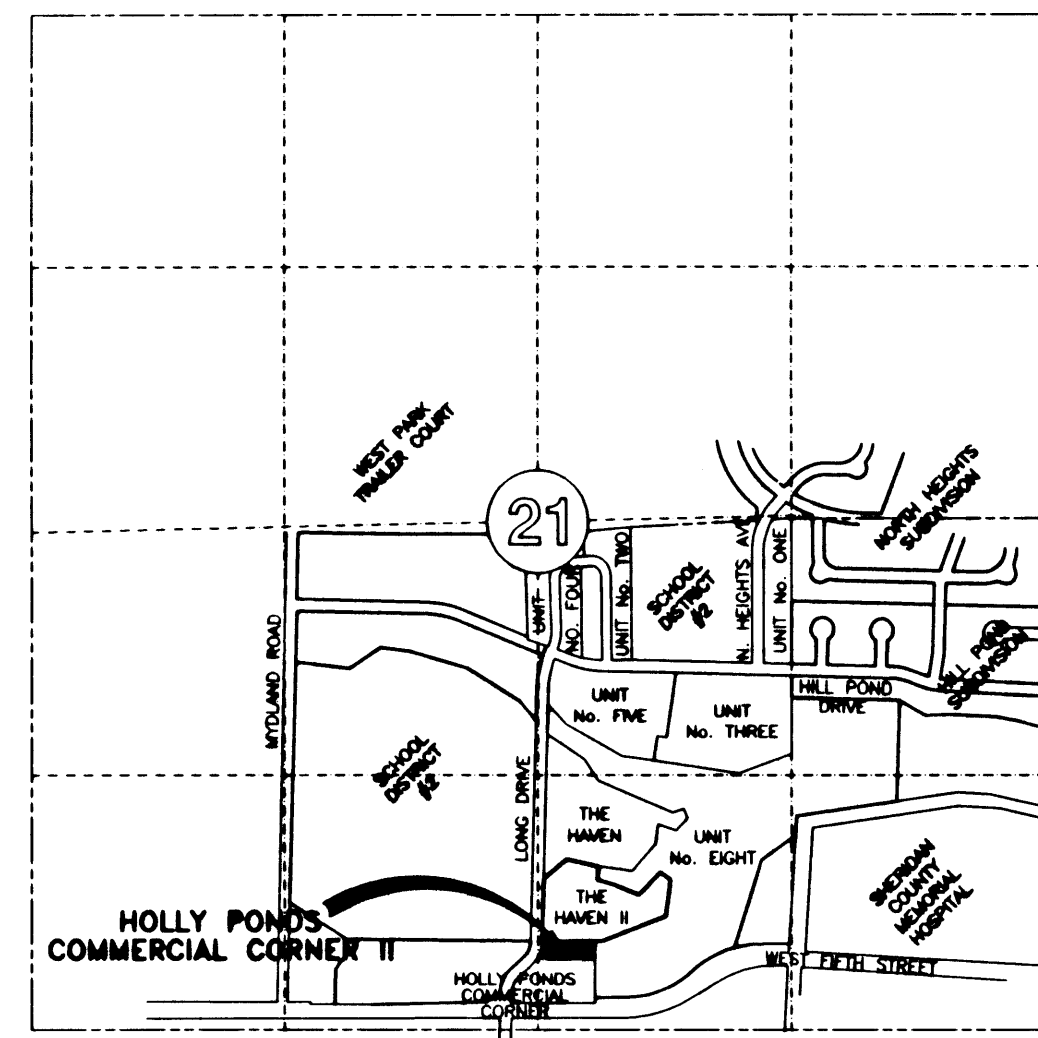 WEST PARK
TRAILER COURT
21
NORTH HEIGHTS
SUBDIVISION
MYDLAND ROAD
UNIT
NO. FOUR
UNIT No. TWO
SCHOOL
DISTRICT
#2
N. HEIGHTS AVE
UNIT No. ONE
HILL POND
SUBDIVISION
HILL POND
DRIVE
UNIT
No. FIVE
UNIT
No. THREE
SCHOOL
DISTRICT
#2
LONG DRIVE
THE
HAVEN
UNIT
No. EIGHT
THE
HAVEN II
SHERIDAN
COUNTY
MEMORIAL
HOSPITAL
HOLLY PONDS
COMMERCIAL CORNER II
WEST FIFTH STREET
HOLLY PONDS
COMMERCIAL
CORNER